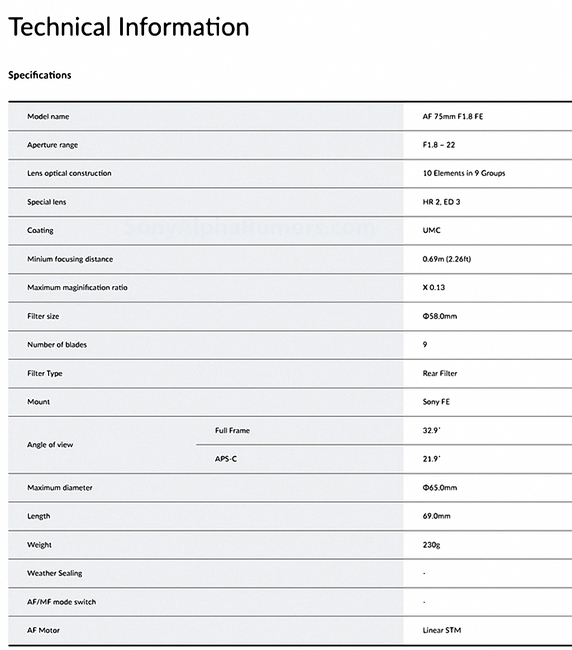 Technical Information
Specifications
Model name AF 75mm F1.8 FE
Aperture range F1.8 – 22
Lens optical construction 10 Elements in 9 Groups
Special lens HR 2, ED 3
SonyAlphaRumors.com
Coating UMC
Minium focusing distance 0.69m (2.26ft)
Maximum maginification ratio X 0.13
Filter size Φ58.0mm
Number of blades 9
Filter Type Rear Filter
Mount Sony FE
Angle of view Full Frame 32.9˚
APS-C 21.9˚
Maximum diameter Φ65.0mm
Length 69.0mm
Weight 230g
Weather Sealing -
AF/MF mode switch -
AF Motor Linear STM